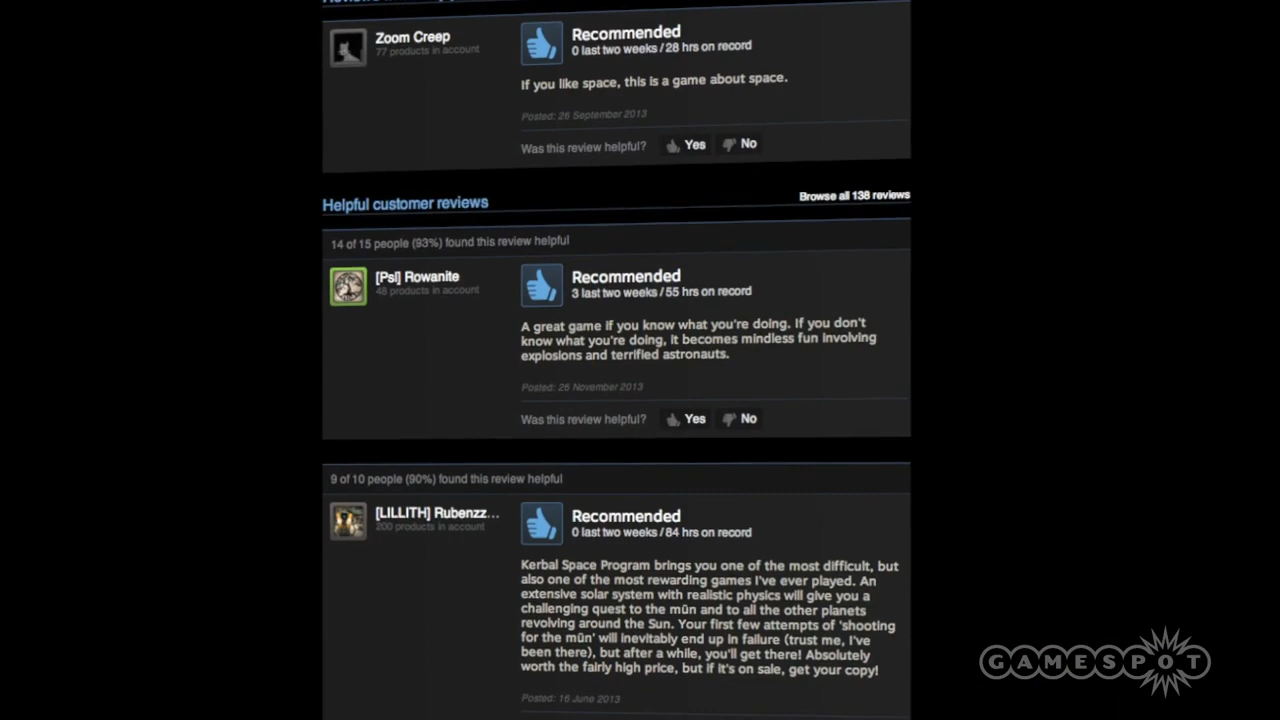 Zoom Creep
77 products in account
Recommended
0 last two weeks / 28 hrs on record
If you like space, this is a game about space.
Posted: 26 September 2013
Was this review helpful? Yes No
Helpful customer reviews
Browse all 138 reviews
14 of 15 people (93%) found this review helpful
[Psi] Rowanite
48 products in account
Recommended
3 last two weeks / 55 hrs on record
A great game if you know what you're doing. If you don't
know what you're doing, it becomes mindless fun involving
explosions and terrified astronauts.
Posted: 26 November 2013
Was this review helpful? Yes No
9 of 10 people (90%) found this review helpful
[LILLITH] Rubenzz...
200 products in account
Recommended
0 last two weeks / 84 hrs on record
Kerbal Space Program brings you one of the most difficult, but
also one of the most rewarding games I've ever played. An
extensive solar system with realistic physics will give you a
challenging quest to the mün and to all the other planets
revolving around the Sun. Your first few attempts of 'shooting
for the mün' will inevitably end up in failure (trust me, I've
been there), but after a while, you'll get there! Absolutely
worth the fairly high price, but if it's on sale, get your copy!
Posted: 16 June 2013
GAMESPOT